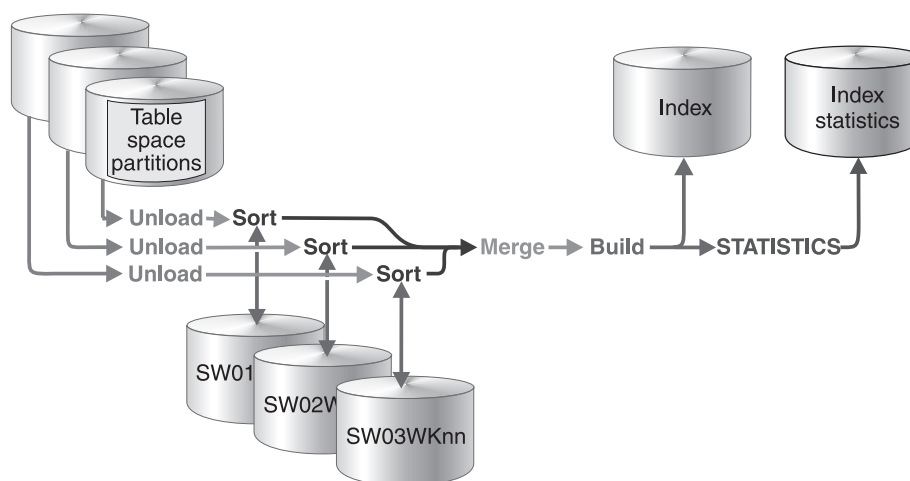 Table
space
partitions
Index
Index
statistics
Unload Sort
Unload Sort Merge Build STATISTICS
Unload Sort
SW01
SW02W
SW03WKnn